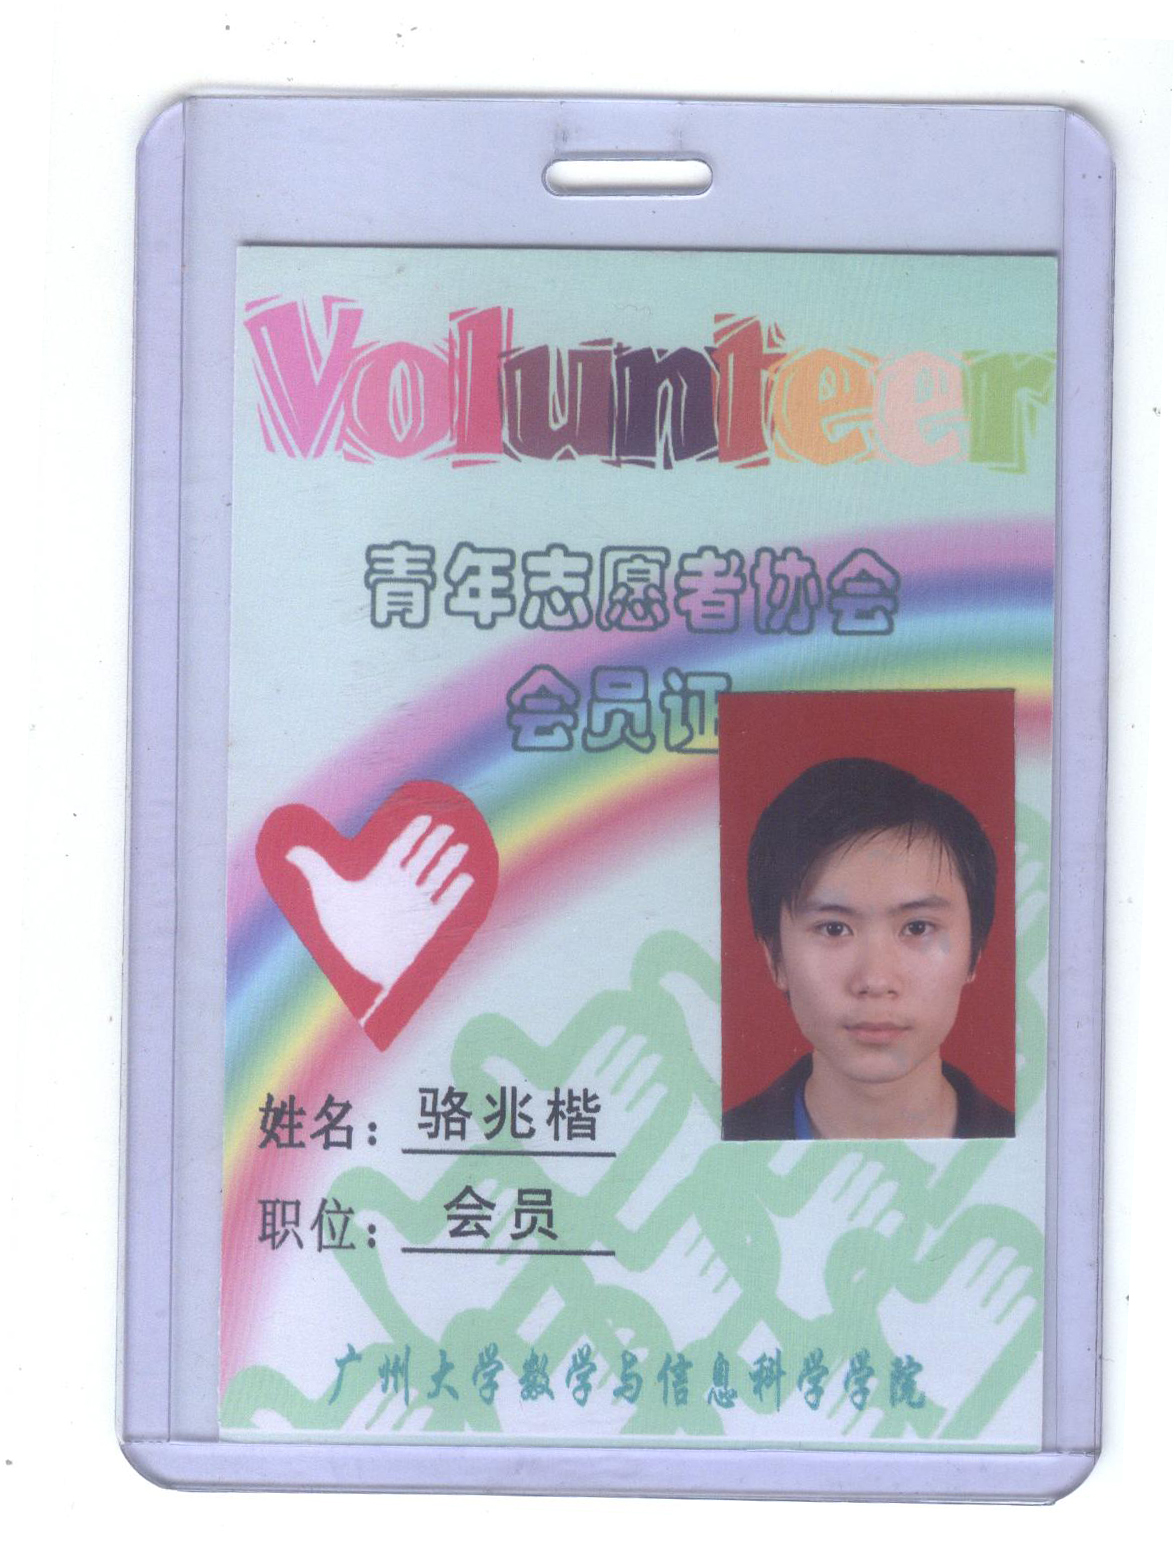 Volunteer
青年志愿者协会
会员证
姓名：骆兆楷
职位：会员
广州大学数学与信息科学学院